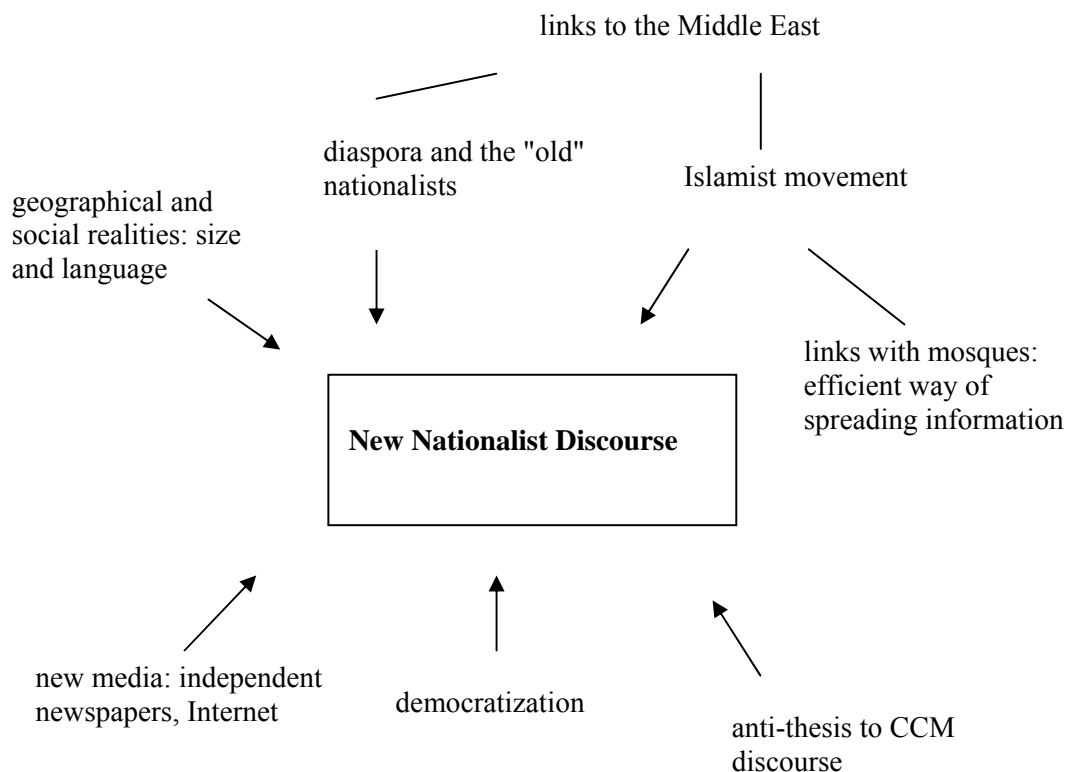 links to the Middle East
diaspora and the "old"
nationalists
Islamist movement
geographical and
social realities: size
and language
links with mosques:
efficient way of
spreading information
New Nationalist Discourse
new media: independent
newspapers, Internet
democratization
anti-thesis to CCM
discourse